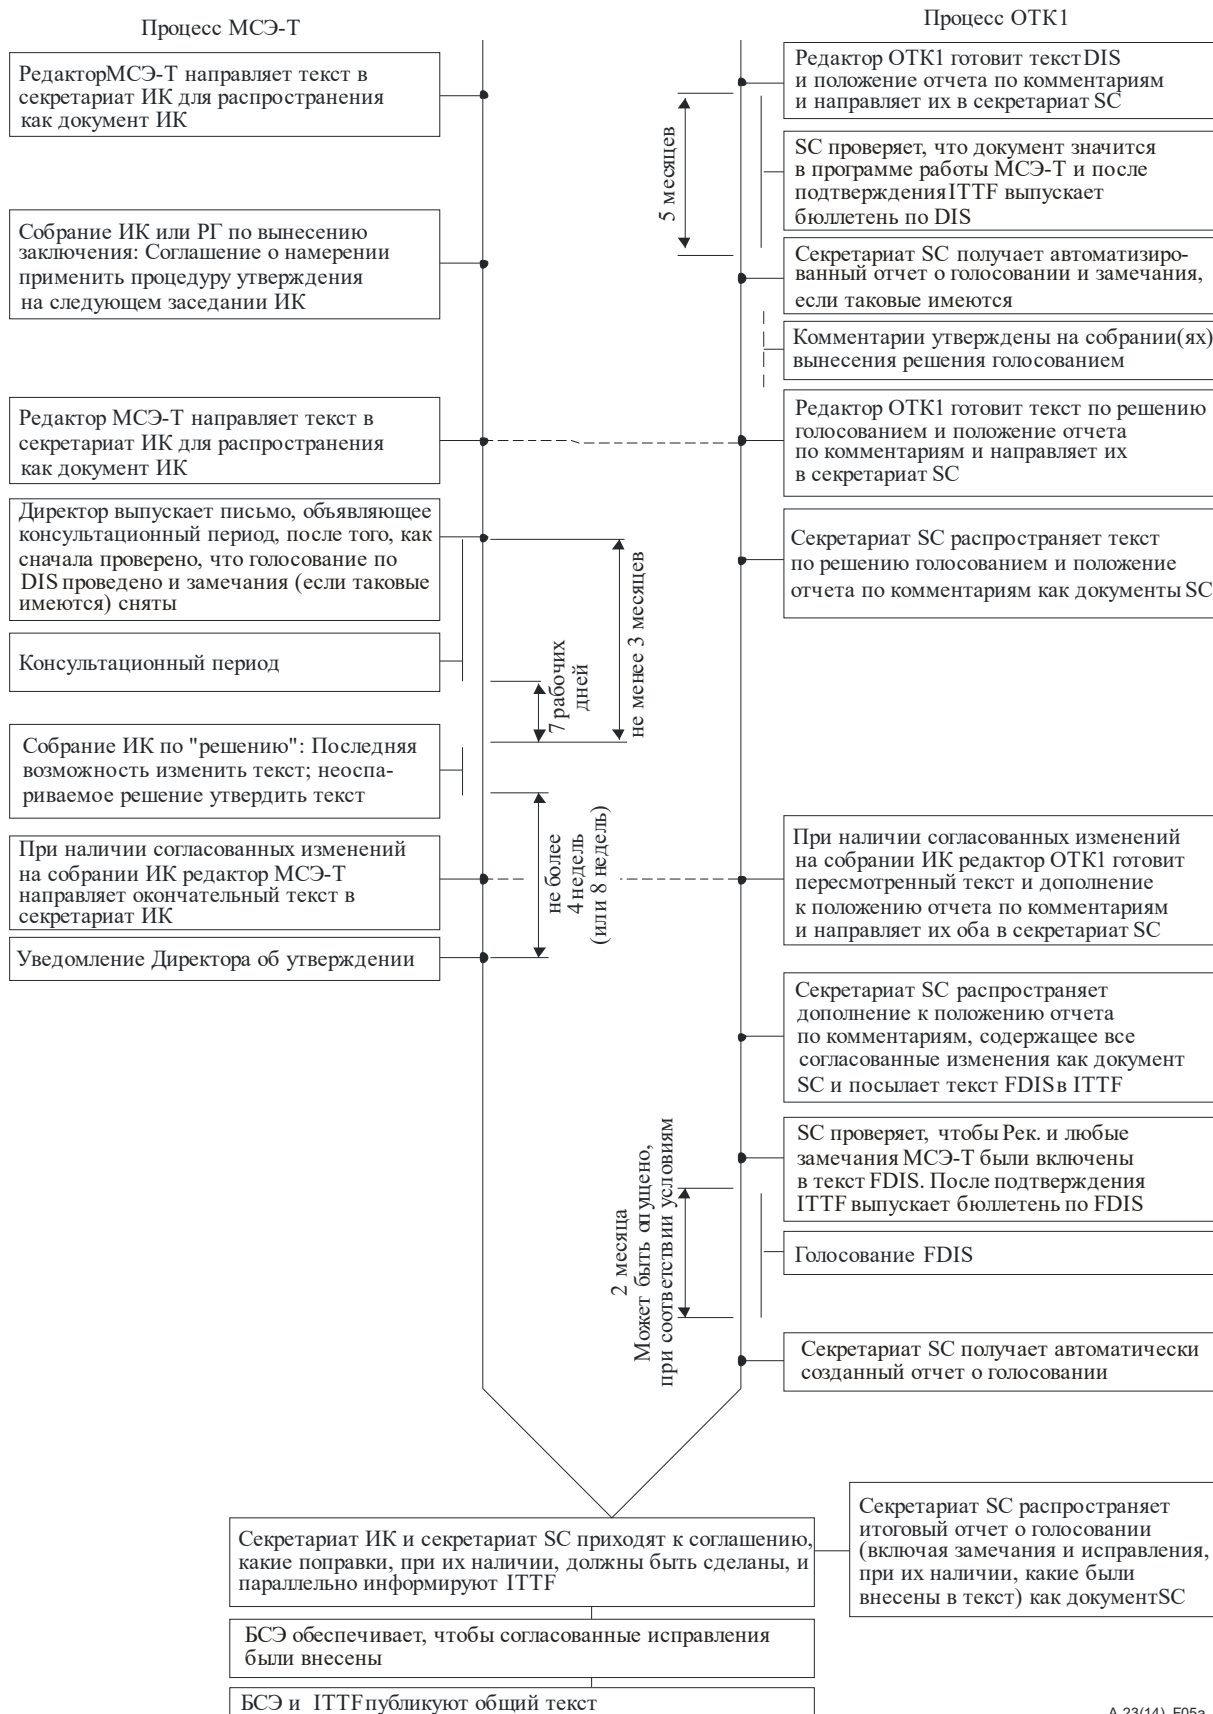 Процесс МСЭ-Т
РедакторМСЭ-Т направляет текст в
секретариат ИК для распространения
как документ ИК
Собрание ИК или РГ по вынесению
заключения: Соглашение о намерении
применить процедуру утверждения
на следующем заседании ИК
Редактор МСЭ-Т направляет текст в
секретариат ИК для распространения
как документ ИК
Директор выпускает письмо, объявляющее
консультационный период, после того, как
сначала проверено, что голосование по
DIS проведено и замечания (если таковые
имеются) сняты
Консультационный период
Собрание ИК по "решению": Последняя
возможность изменить текст; неоспа-
риваемое решение утвердить текст
При наличии согласованных изменений
на собрании ИК редактор МСЭ-Т
направляет окончательный текст в
секретариат ИК
Уведомление Директора об утверждении
7 рабочих
дней
не менее 3 месяцев
не более
4 недель
(или 8 недель)
Процесс ОТК1
Редактор ОТК1 готовит текст DIS
и положение отчета по комментариям
и направляет их в секретариат SC
5 месяцев
SC проверяет, что документ значится
в программе работы МСЭ-Т и после
подтверждения ITTF выпускает
бюллетень по DIS
Секретариат SC получает автоматизиро-
ванный отчет о голосовании и замечания,
если таковые имеются
Комментарии утверждены на собрании(ях)
вынесения решения голосованием
Редактор ОТК1 готовит текст по решению
голосованием и положение отчета
по комментариям и направляет их
в секретариат SC
Секретариат SC распространяет текст
по решению голосованием и положение
отчета по комментариям как документы SC
При наличии согласованных изменений
на собрании ИК редактор ОТК1 готовит
пересмотренный текст и дополнение
к положению отчета по комментариям
и направляет их оба в секретариат SC
Секретариат SC распространяет
дополнение к положению отчета
по комментариям, содержащее все
согласованные изменения как документ
SC и посылает текст FDIS в ITTF
SC проверяет, чтобы Рек. и любые
замечания МСЭ-Т были включены
в текст FDIS. После подтверждения
ITTF выпускает бюллетень по FDIS
2 месяца
Может быть опущено,
при соответствии условиям
Голосование FDIS
Секретариат SC получает автоматически
созданный отчет о голосовании
Секретариат ИК и секретариат SC приходят к соглашению,
какие поправки, при их наличии, должны быть сделаны, и
параллельно информируют ITTF
Секретариат SC распространяет
итоговый отчет о голосовании
(включая замечания и исправления,
при их наличии, какие были
внесены в текст) как документSC
БСЭ обеспечивает, чтобы согласованные исправления
были внесены
БСЭ и ITTF публикуют общий текст
A.23(14)_F05a